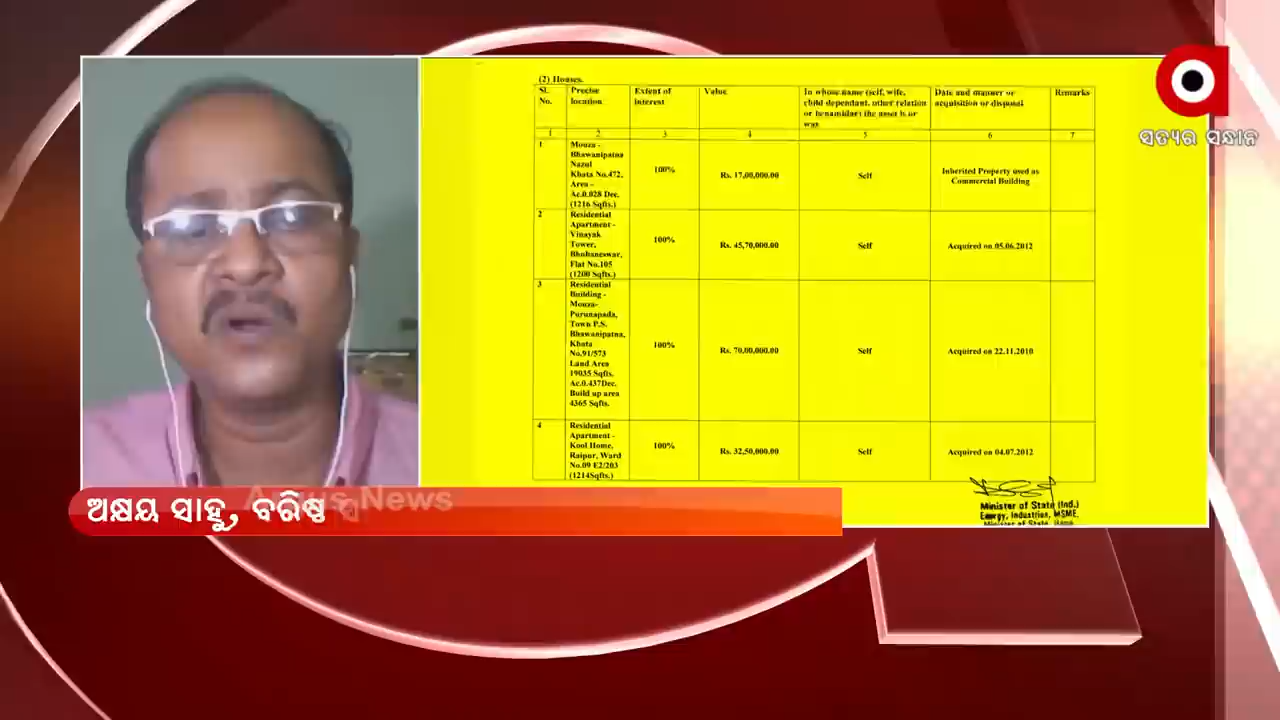 ସତ୍ୟର ସନ୍ଧାନ
(2) Houses.
Sl. No. Precise location Extent of interest Value In whose name (self, wife, child dependant, other relation or benamidar) the asset is or was Date and manner or acquisition or disposal Remarks
1 2 3 4 5 6 7
1 Mouza - Bhawanipatna Nazul Khata No.472, Area - Ac.0.028 Dec. (1216 Sqfts.) 100% Rs. 17,00,000.00 Self Inherited Property used as Commercial Building
2 Residential Apartment - Vinayak Tower, Bhubaneswar, Flat No.105 (1200 Sqfts.) 100% Rs. 45,70,000.00 Self Acquired on 05.06.2012
3 Residential Building - Mouza- Purunapada, Town P.S. Bhawanipatna, Khata No.91/573 Land Area 19035 Sqfts. Ac.0.437Dec. Build up area 4365 Sqfts. 100% Rs. 70,00,000.00 Self Acquired on 22.11.2010
4 Residential Apartment - Kool Home, Raipur, Ward No.09 E2/203 (1214Sqfts.) 100% Rs. 32,50,000.00 Self Acquired on 04.07.2012
Minister of State (Ind.)
Energy, Industries, MSME,
Minister of State, Home
Argus News
ଅକ୍ଷୟ ସାହୁ, ବରିଷ୍ଠ